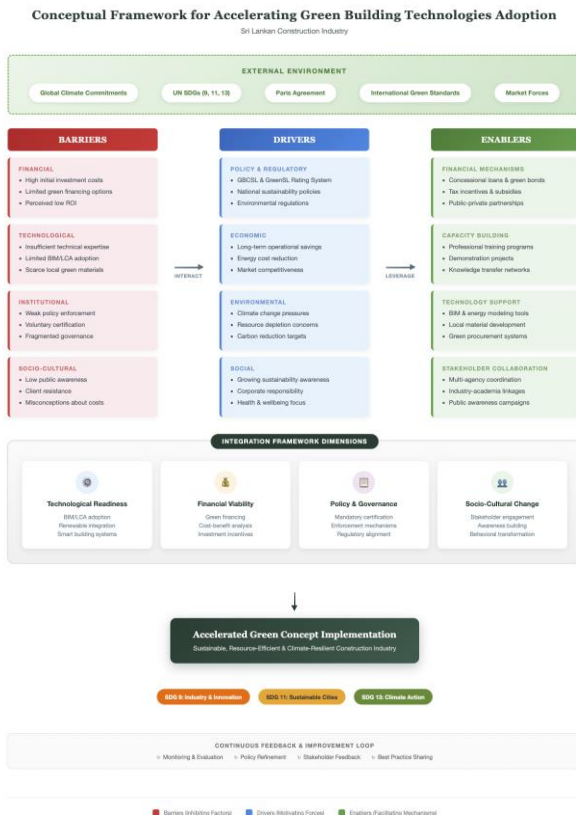 Conceptual Framework for Accelerating Green Building Technologies Adoption
Sri Lankan Construction Industry
EXTERNAL ENVIRONMENT
Global Climate Commitments
UN SDGs (9, 11, 13)
Paris Agreement
International Green Standards
Market Forces
BARRIERS
FINANCIAL
• High initial investment costs
• Limited green financing options
• Perceived low ROI
TECHNOLOGICAL
• Insufficient technical expertise
• Limited BIM/LCA adoption
• Scarce local green materials
INSTITUTIONAL
• Weak policy enforcement
• Voluntary certification
• Fragmented governance
SOCIO-CULTURAL
• Low public awareness
• Client resistance
• Misconceptions about costs
INTERACT
DRIVERS
POLICY & REGULATORY
• GBCSL & GreenSL Rating System
• National sustainability policies
• Environmental regulations
ECONOMIC
• Long-term operational savings
• Energy cost reduction
• Market competitiveness
ENVIRONMENTAL
• Climate change pressures
• Resource depletion concerns
• Carbon reduction targets
SOCIAL
• Growing sustainability awareness
• Corporate responsibility
• Health & wellbeing focus
LEVERAGE
ENABLERS
FINANCIAL MECHANISMS
• Concessional loans & green bonds
• Tax incentives & subsidies
• Public-private partnerships
CAPACITY BUILDING
• Professional training programs
• Demonstration projects
• Knowledge transfer networks
TECHNOLOGY SUPPORT
• BIM & energy modeling tools
• Local material development
• Green procurement systems
STAKEHOLDER COLLABORATION
• Multi-agency coordination
• Industry-academia linkages
• Public awareness campaigns
INTEGRATION FRAMEWORK DIMENSIONS
Technological Readiness
BIM/LCA adoption
Renewable integration
Smart building systems
Financial Viability
Green financing
Cost-benefit analysis
Investment incentives
Policy & Governance
Mandatory certification
Enforcement mechanisms
Regulatory alignment
Socio-Cultural Change
Stakeholder engagement
Awareness building
Behavioral transformation
Accelerated Green Concept Implementation
Sustainable, Resource-Efficient & Climate-Resilient Construction Industry
SDG 9: Industry & Innovation
SDG 11: Sustainable Cities
SDG 13: Climate Action
CONTINUOUS FEEDBACK & IMPROVEMENT LOOP
Monitoring & Evaluation
Policy Refinement
Stakeholder Feedback
Best Practice Sharing
Barriers (Inhibiting Factors)
Drivers (Motivating Forces)
Enablers (Facilitating Mechanisms)